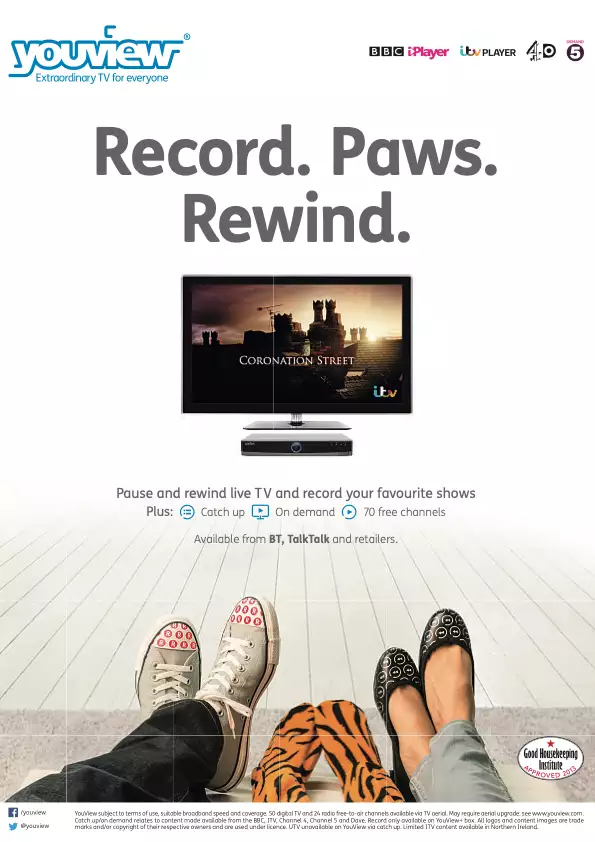 youview®
Extraordinary TV for everyone
BBC iPlayer itv PLAYER 4oD DEMAND 5
Record. Paws.
Rewind.
CORONATION STREET
itv
Pause and rewind live TV and record your favourite shows
Plus: Catch up On demand 70 free channels
Available from BT, TalkTalk and retailers.
Good Housekeeping
Institute
APPROVED 2013
/youview
@youview
YouView subject to terms of use, suitable broadband speed and coverage. 50 digital TV and 24 radio free-to-air channels available via TV aerial. May require aerial upgrade, see www.youview.com.
Catch up/on demand relates to content made available from the BBC, ITV, Channel 4, Channel 5 and Dave. Record only available on YouView+ box. All logos and content images are trade
marks and/or copyright of their respective owners and are used under licence. UTV unavailable on YouView via catch up. Limited 1TV content available in Northern Ireland.